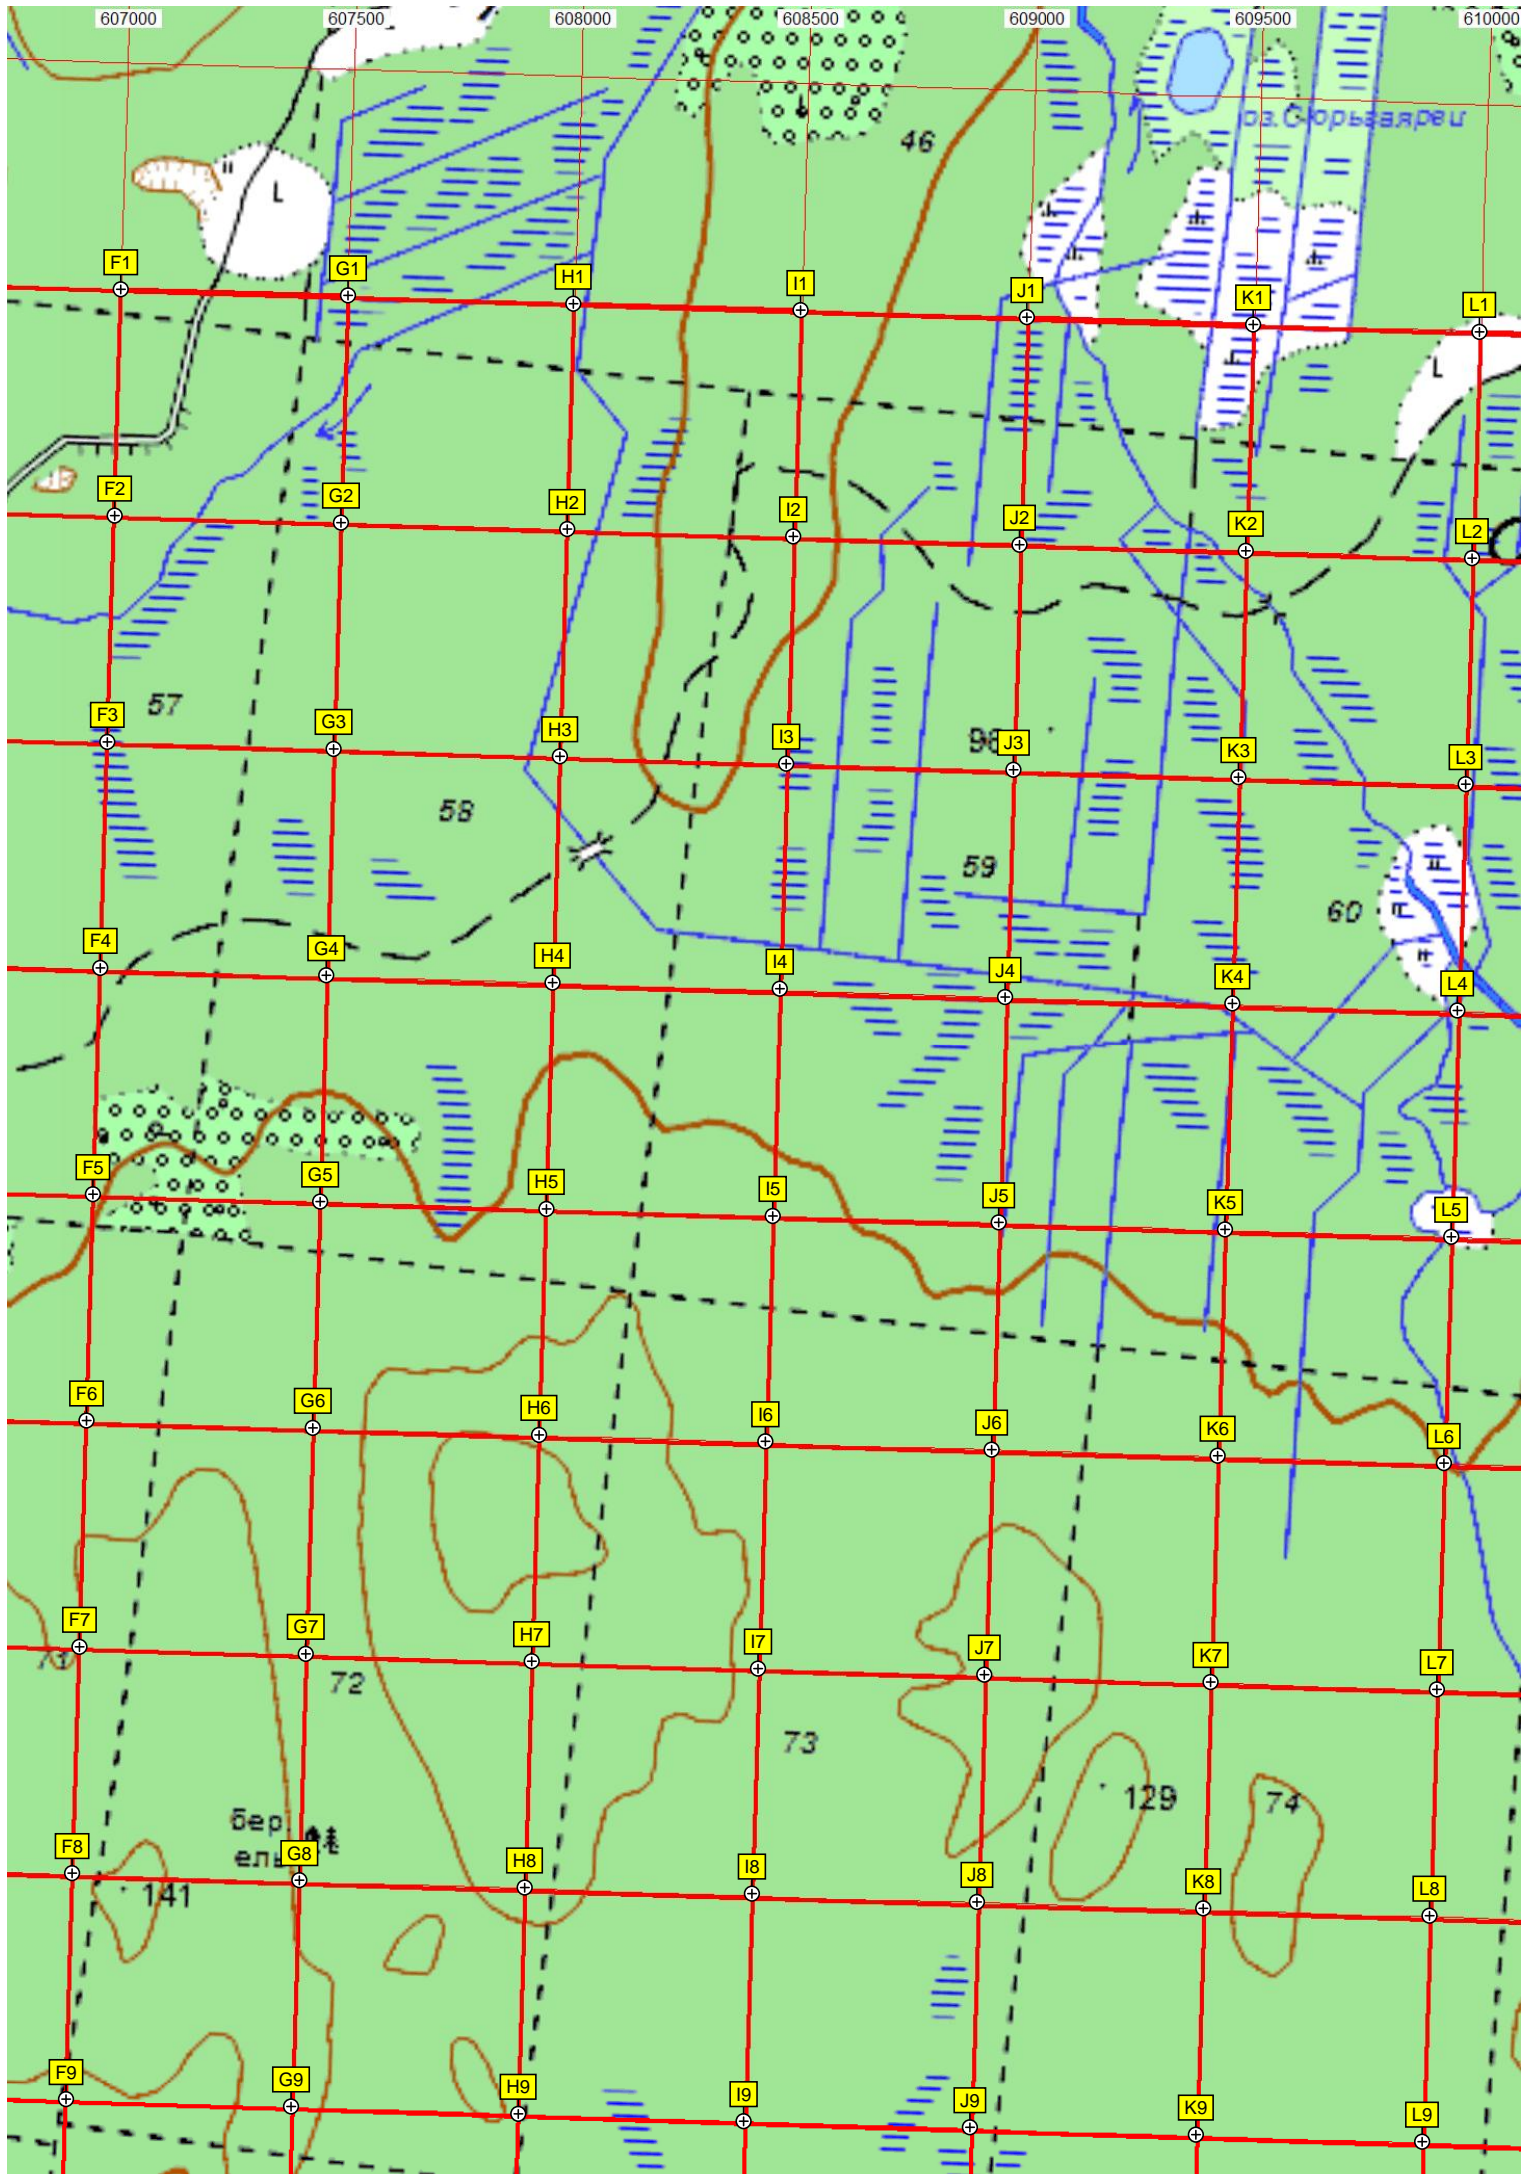 607000 607500 608000 608500 609000 609500 610000
46
L
F1 G1 H1 I1 J1 K1 L1
L
F2 G2 H2 I2 J2 K2 L2
57
F3 G3 H3 I3 J3 K3 L3
58
59
60
F4 G4 H4 I4 J4 K4 L4
F5 G5 H5 I5 J5 K5 L5
F6 G6 H6 I6 J6 K6 L6
F7 G7 H7 I7 J7 K7 L7
72
73
129
74
бер.
F8 G8 H8 I8 J8 K8 L8
141
F9 G9 H9 I9 J9 K9 L9